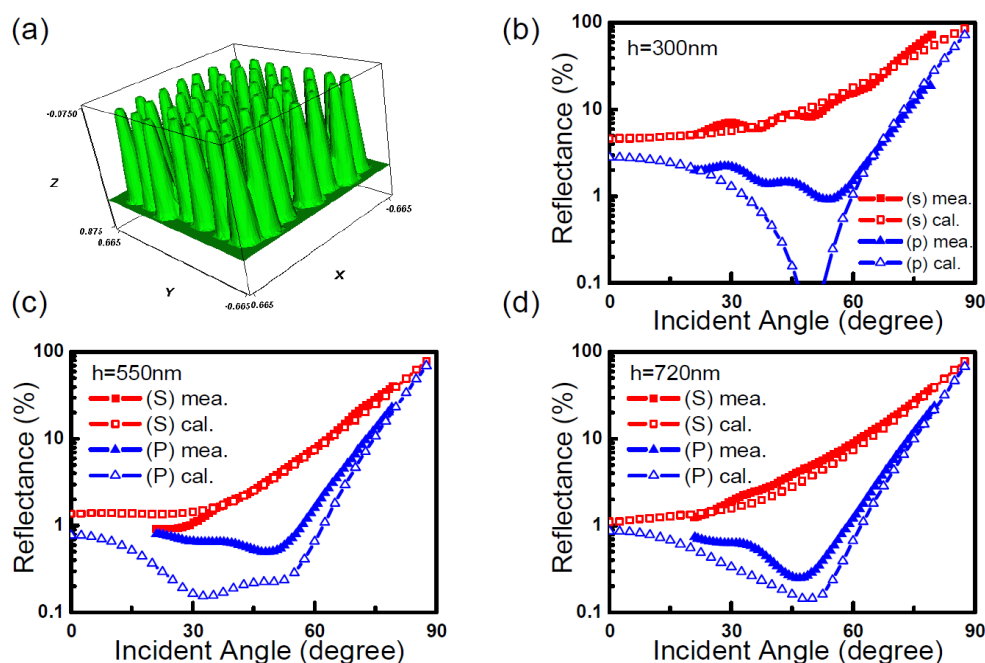 (a)
-0.0750
Z
0.875
0.665
Y
-0.665
0.665
X
-0.665
(b)
h=300nm
100
10
1
0.1
Reflectance (%)
(s) mea.
(s) cal.
(p) mea.
(p) cal.
0 30 60 90
Incident Angle (degree)
(c)
h=550nm
(S) mea.
(S) cal.
(P) mea.
(P) cal.
100
10
1
0.1
Reflectance (%)
0 30 60 90
Incident Angle (degree)
(d)
h=720nm
(S) mea.
(S) cal.
(P) mea.
(P) cal.
100
10
1
0.1
Reflectance (%)
0 30 60 90
Incident Angle (degree)